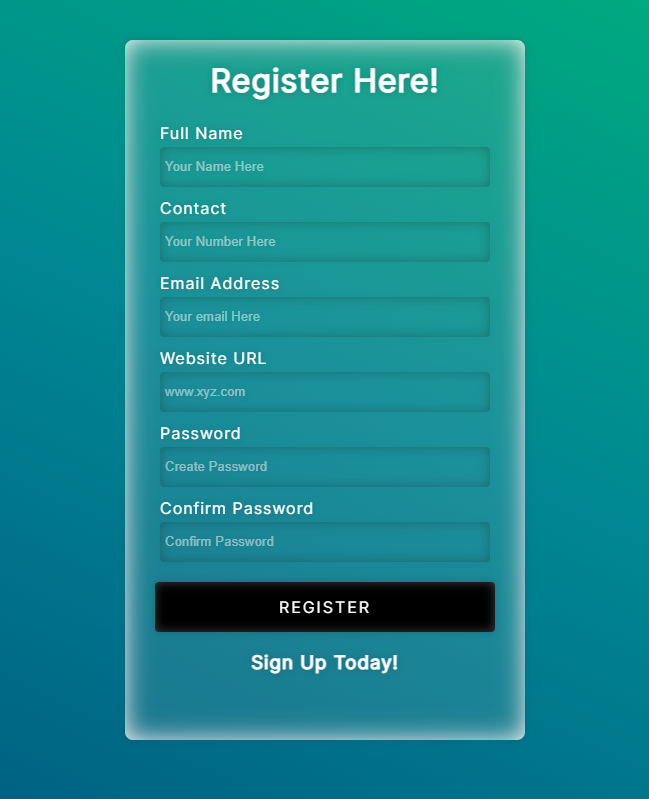 Register Here!
Full Name
Your Name Here
Contact
Your Number Here
Email Address
Your email Here
Website URL
www.xyz.com
Password
Create Password
Confirm Password
Confirm Password
REGISTER
Sign Up Today!